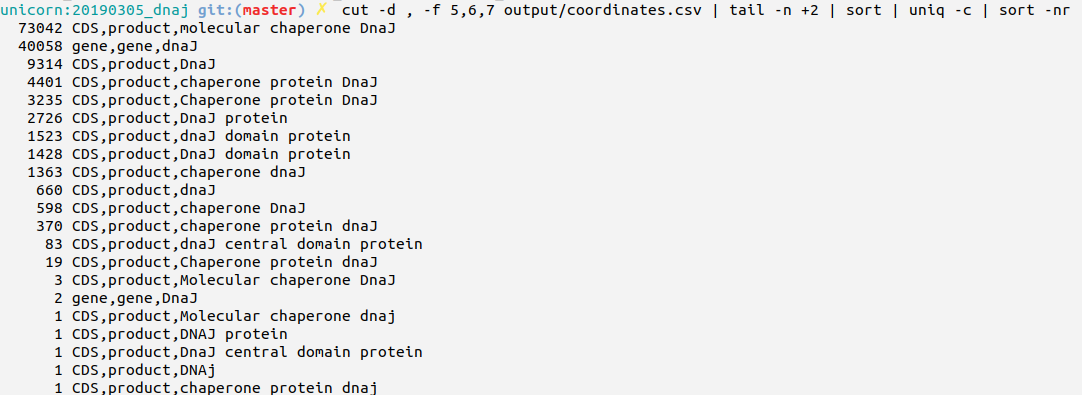 unicorn:20190305_dnaj git:(master) ✗ cut -d , -f 5,6,7 output/coordinates.csv | tail -n +2 | sort | uniq -c | sort -nr
73042 CDS,product,molecular chaperone DnaJ
40058 gene,gene,dnaJ
9314 CDS,product,DnaJ
4401 CDS,product,chaperone protein DnaJ
3235 CDS,product,Chaperone protein DnaJ
2726 CDS,product,DnaJ protein
1523 CDS,product,dnaJ domain protein
1428 CDS,product,DnaJ domain protein
1363 CDS,product,chaperone dnaJ
660 CDS,product,dnaJ
598 CDS,product,chaperone DnaJ
370 CDS,product,chaperone protein dnaJ
83 CDS,product,dnaJ central domain protein
19 CDS,product,Chaperone protein dnaJ
3 CDS,product,Molecular chaperone DnaJ
2 gene,gene,DnaJ
1 CDS,product,Molecular chaperone dnaj
1 CDS,product,DNAJ protein
1 CDS,product,DnaJ central domain protein
1 CDS,product,DNAj
1 CDS,product,chaperone protein dnaj